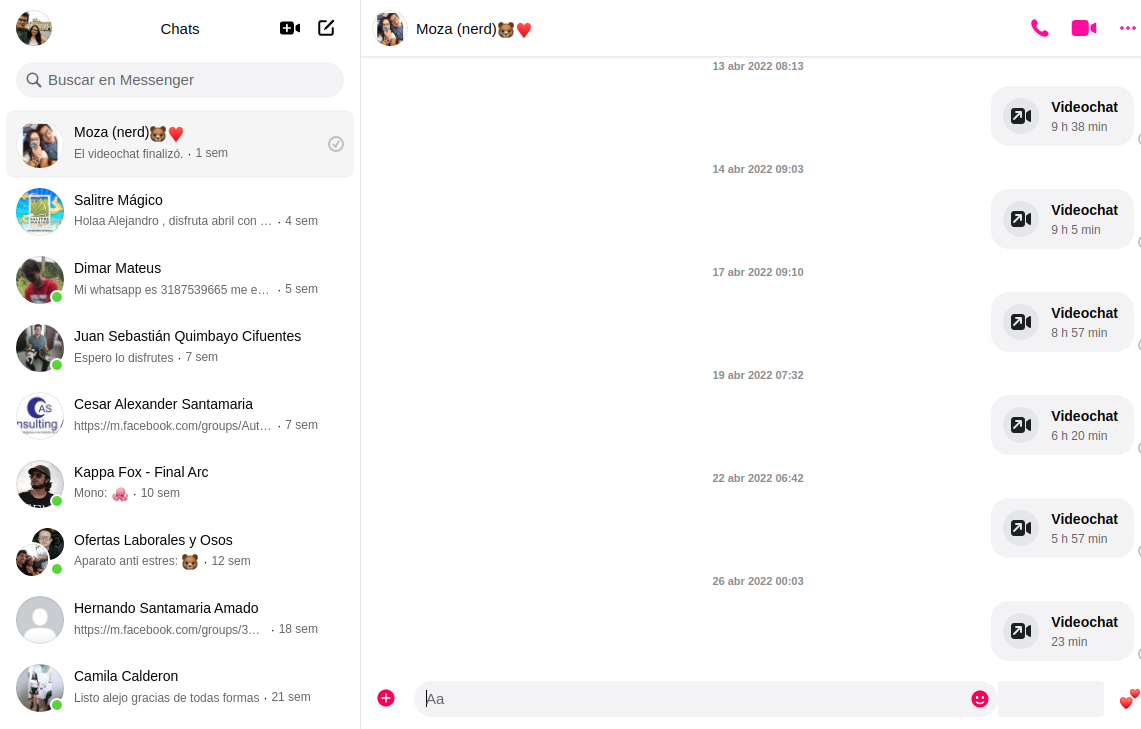 Chats
Buscar en Messenger
Moza (nerd)🐻❤️
El videochat finalizó. · 1 sem
Salitre Mágico
Holaa Alejandro , disfruta abril con … · 4 sem
Dimar Mateus
Mi whatsapp es 3187539665 me e… · 5 sem
Juan Sebastián Quimbayo Cifuentes
Espero lo disfrutes · 7 sem
AS
nsulting
Cesar Alexander Santamaria
https://m.facebook.com/groups/Aut… · 7 sem
Kappa Fox - Final Arc
Mono: 🐙 · 10 sem
Ofertas Laborales y Osos
Aparato anti estres: 🐻 · 12 sem
Hernando Santamaria Amado
https://m.facebook.com/groups/3… · 18 sem
Camila Calderon
Listo alejo gracias de todas formas · 21 sem
Moza (nerd)🐻❤️
13 abr 2022 08:13
Videochat
9 h 38 min
14 abr 2022 09:03
Videochat
9 h 5 min
17 abr 2022 09:10
Videochat
8 h 57 min
19 abr 2022 07:32
Videochat
6 h 20 min
22 abr 2022 06:42
Videochat
5 h 57 min
26 abr 2022 00:03
Videochat
23 min
Aa